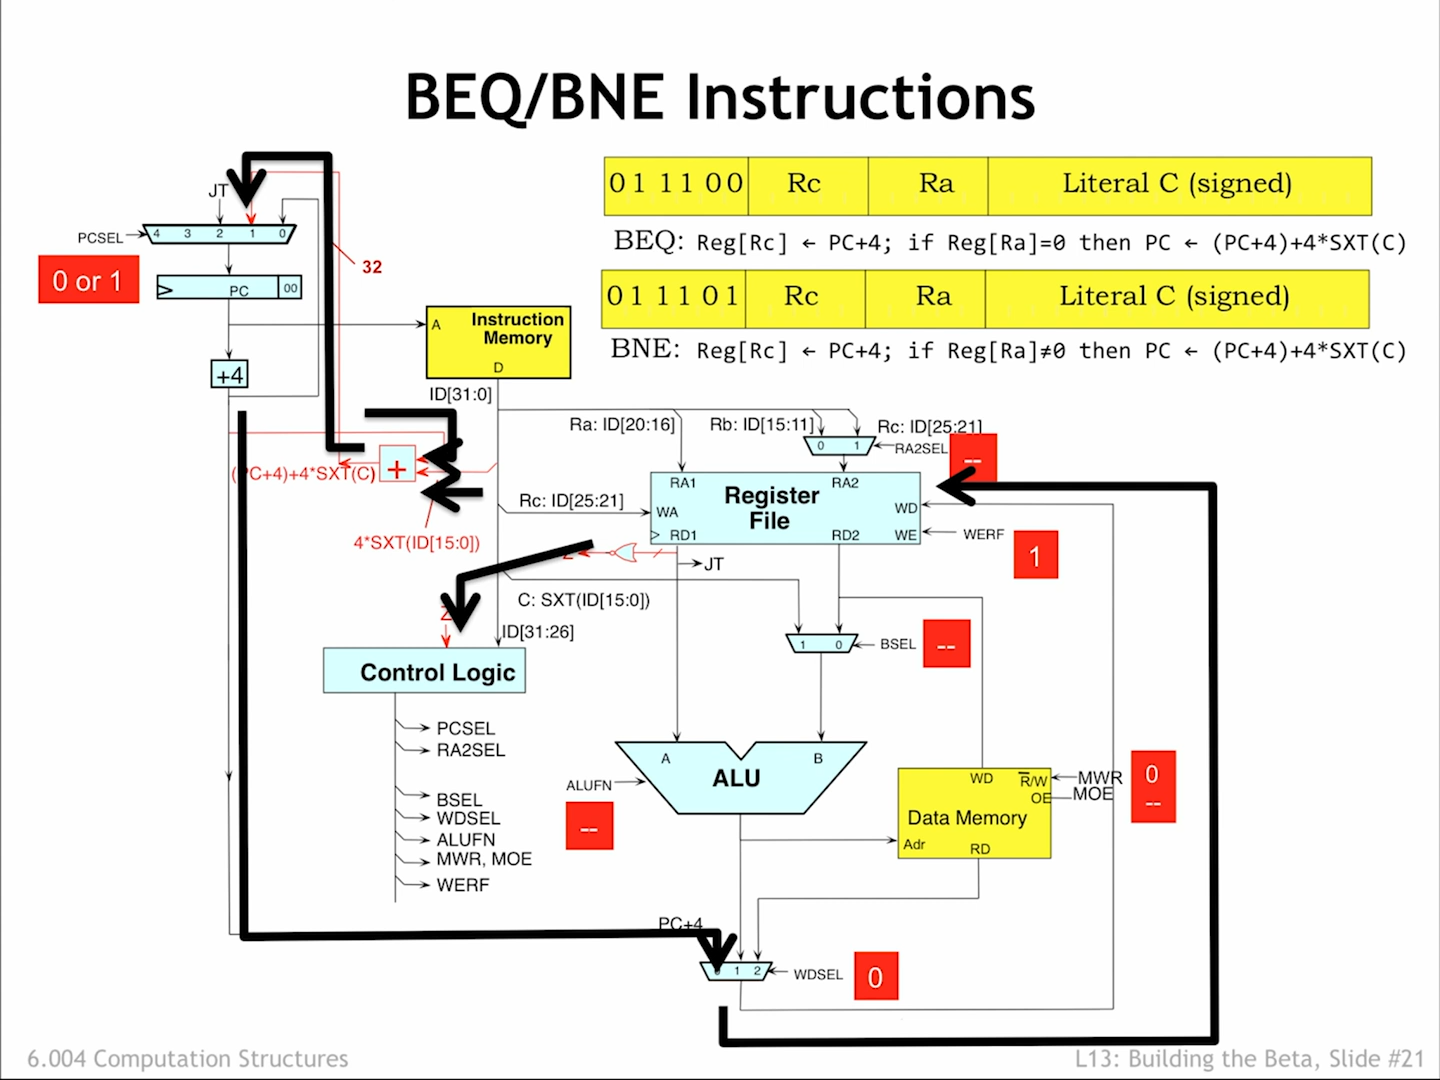 BEQ/BNE Instructions
01 11 00 Rc Ra Literal C (signed)
BEQ: Reg[Rc] ← PC+4; if Reg[Ra]=0 then PC ← (PC+4)+4*SXT(C)
01 11 01 Rc Ra Literal C (signed)
BNE: Reg[Rc] ← PC+4; if Reg[Ra]≠0 then PC ← (PC+4)+4*SXT(C)
JT
PCSEL 4 3 2 1 0
0 or 1
32
PC 00
A Instruction
Memory
D
+4
ID[31:0]
Ra: ID[20:16] Rb: ID[15:11] Rc: ID[25:21]
0 1 RA2SEL
--
+
(PC+4)+4*SXT(C)
4*SXT(ID[15:0])
Rc: ID[25:21]
RA1 RA2
Register
File
WA WD
RD1 RD2 WE
WERF
1
Z
JT
C: SXT(ID[15:0])
Z
ID[31:26]
1 0 BSEL
--
Control Logic
PCSEL
RA2SEL
BSEL
WDSEL
ALUFN
MWR, MOE
WERF
A B
ALU
ALUFN
--
WD R/W MWR 0
OE MOE --
Data Memory
Adr RD
PC+4
0 1 2 WDSEL
0
6.004 Computation Structures
L13: Building the Beta, Slide #21